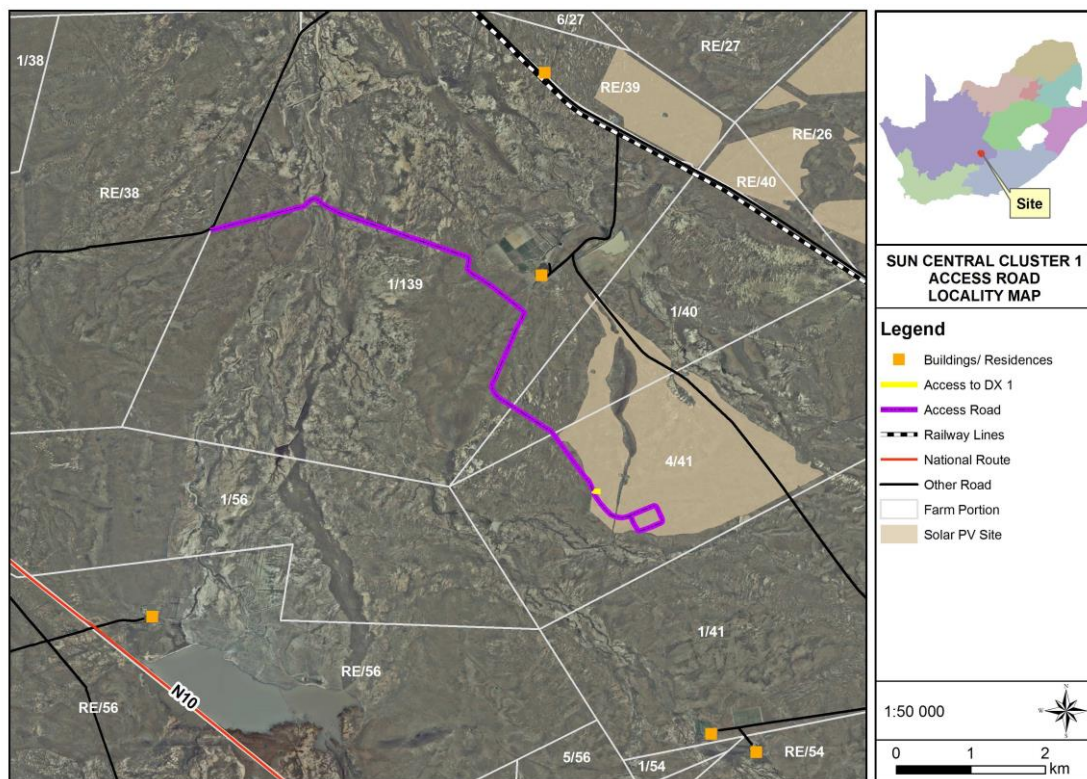 6/27
1/38
RE/27
RE/39
RE/26
RE/38
RE/40
1/139
1/40
4/41
1/56
1/41
RE/56
N10
RE/56
5/56
1/54
RE/54
Site
SUN CENTRAL CLUSTER 1
ACCESS ROAD
LOCALITY MAP
Legend
Buildings/ Residences
Access to DX 1
Access Road
Railway Lines
National Route
Other Road
Farm Portion
Solar PV Site
1:50 000
0 1 2
km